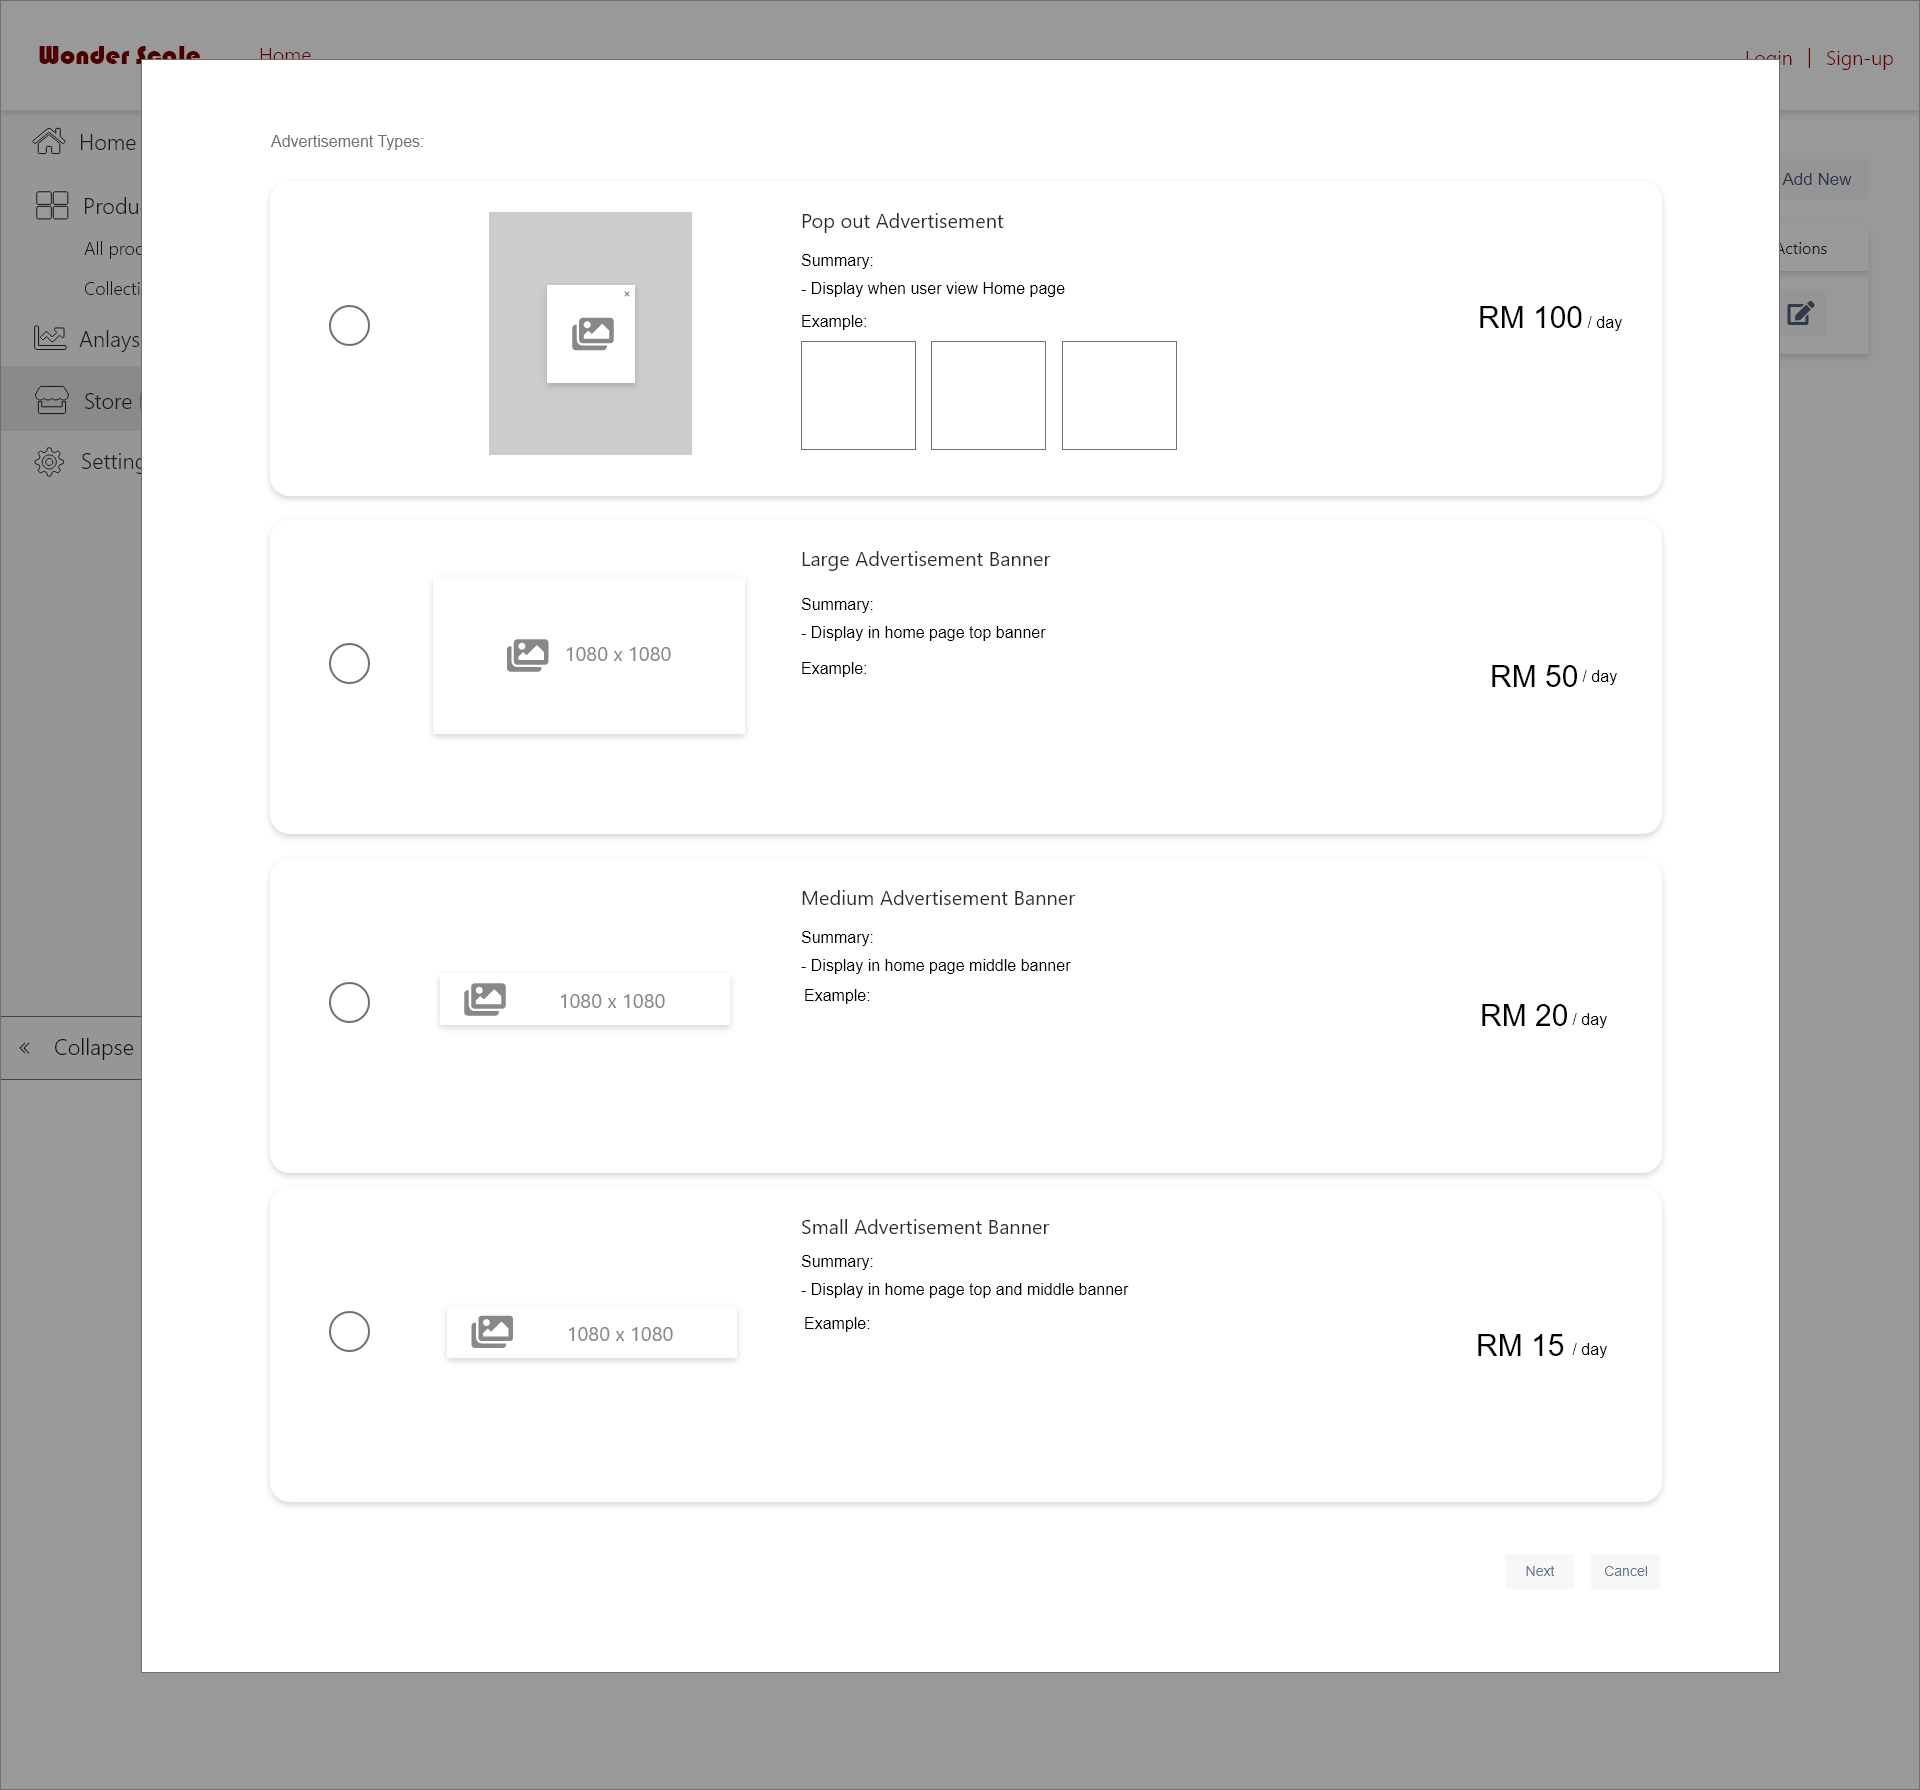 Wonder Scale
Home
Login | Sign-up
Home
Advertisement Types:
Add New
Actions
All
Anlays
Store
Pop out Advertisement
Summary:
- Display when user view Home page
Example:
RM 100 / day
Large Advertisement Banner
1080 x 1080
Summary:
- Display in home page top banner
Example:
RM 50 / day
Medium Advertisement Banner
1080 x 1080
Summary:
- Display in home page middle banner
Example:
RM 20 / day
« Collapse
Small Advertisement Banner
1080 x 1080
Summary:
- Display in home page top and middle banner
Example:
RM 15 / day
Next
Cancel